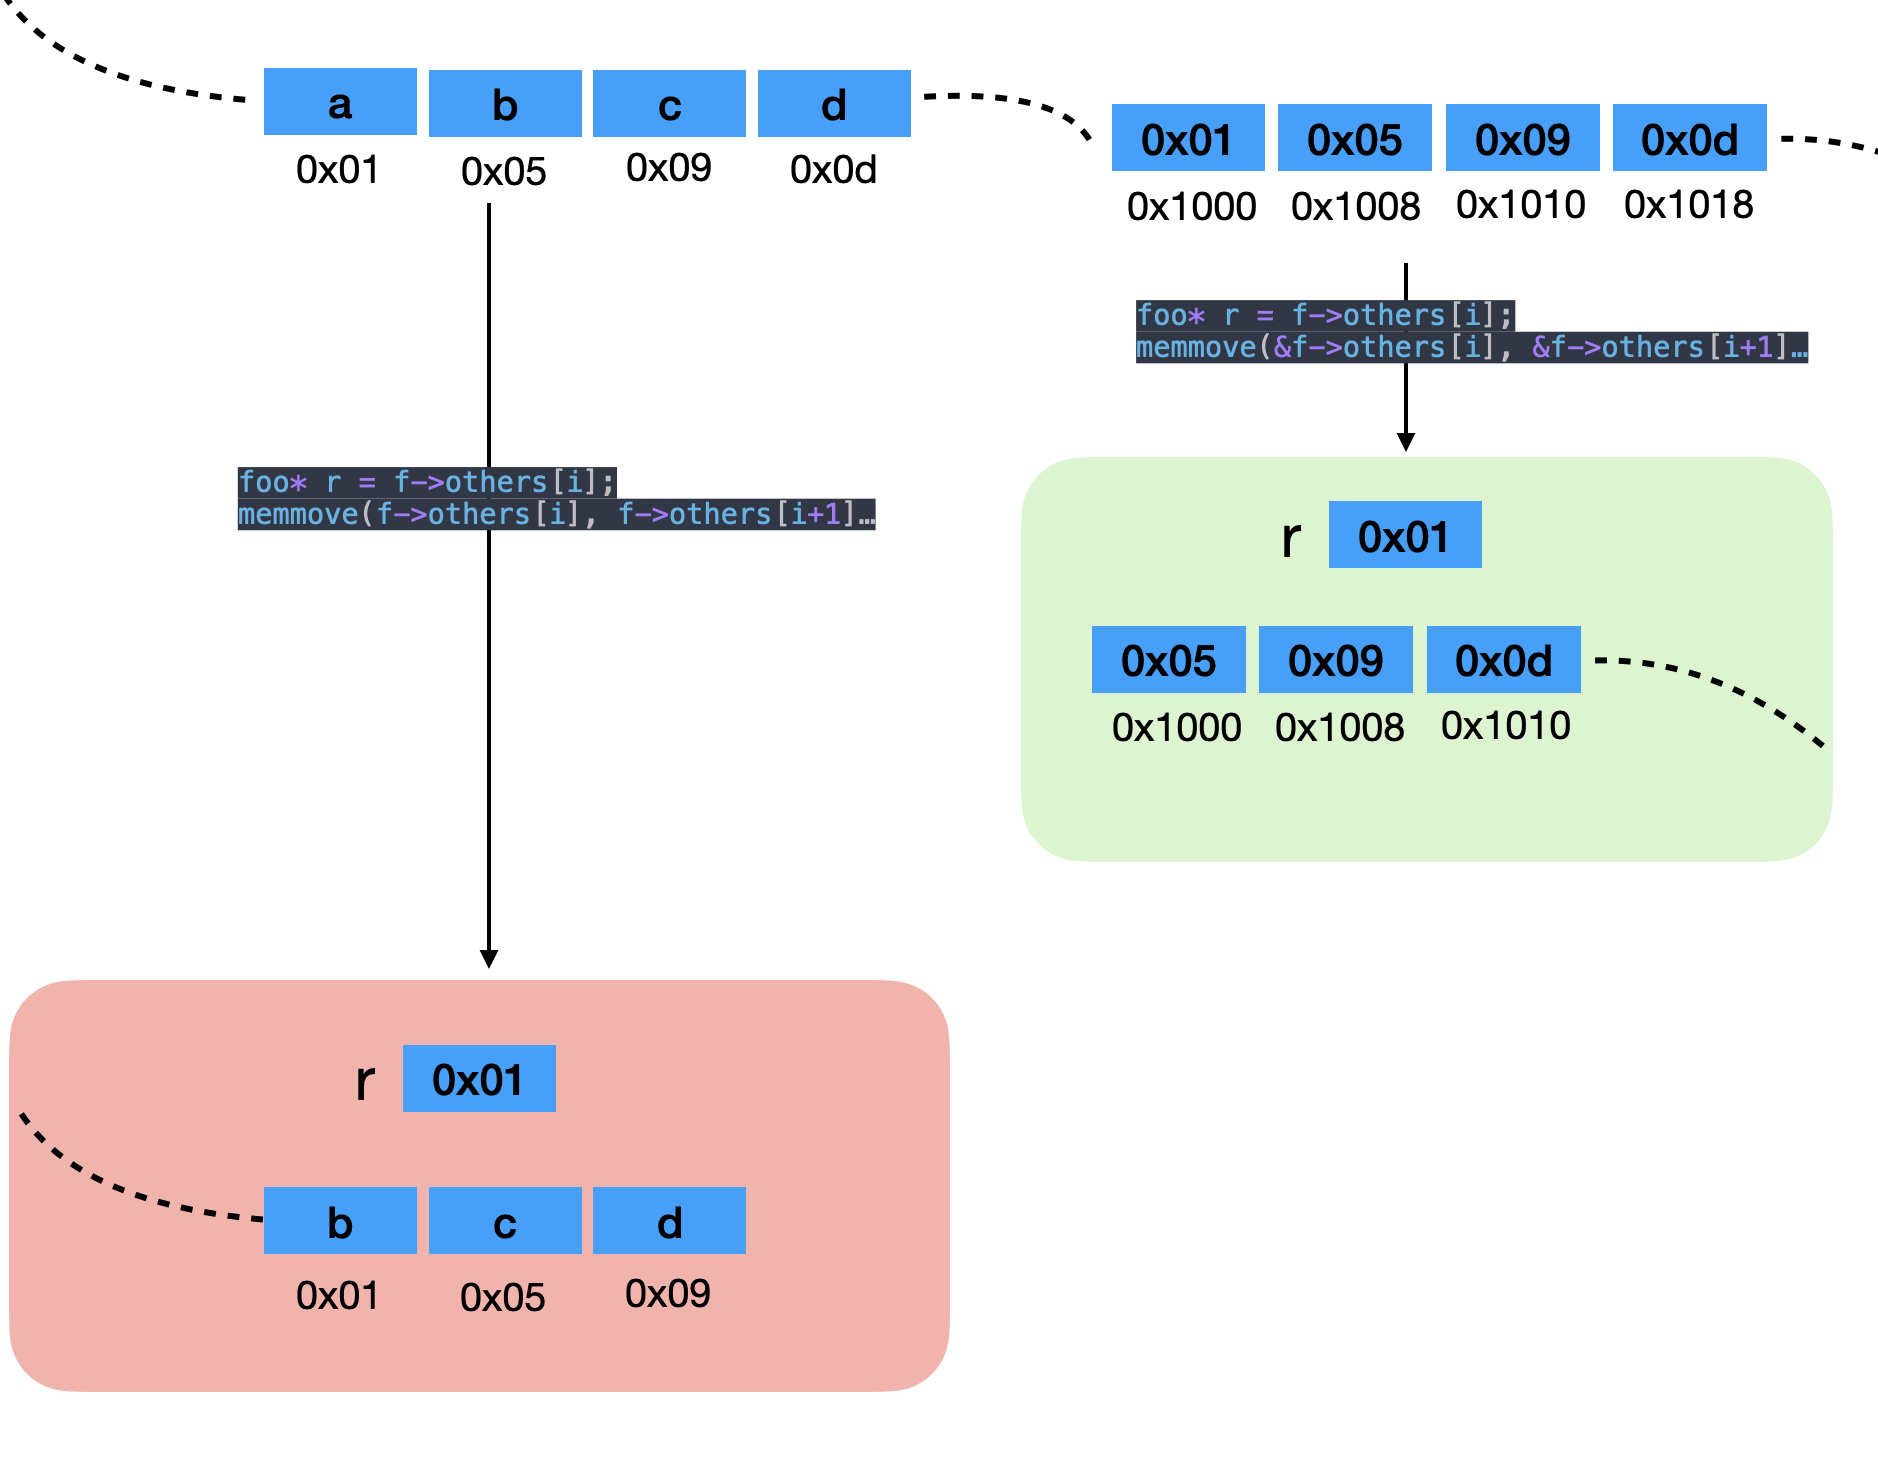 a b c d
0x01 0x05 0x09 0x0d
0x01 0x05 0x09 0x0d
0x1000 0x1008 0x1010 0x1018
foo* r = f->others[i];
memmove(&f->others[i], &f->others[i+1]…
foo* r = f->others[i];
memmove(f->others[i], f->others[i+1]…
r 0x01
0x05 0x09 0x0d
0x1000 0x1008 0x1010
r 0x01
b c d
0x01 0x05 0x09